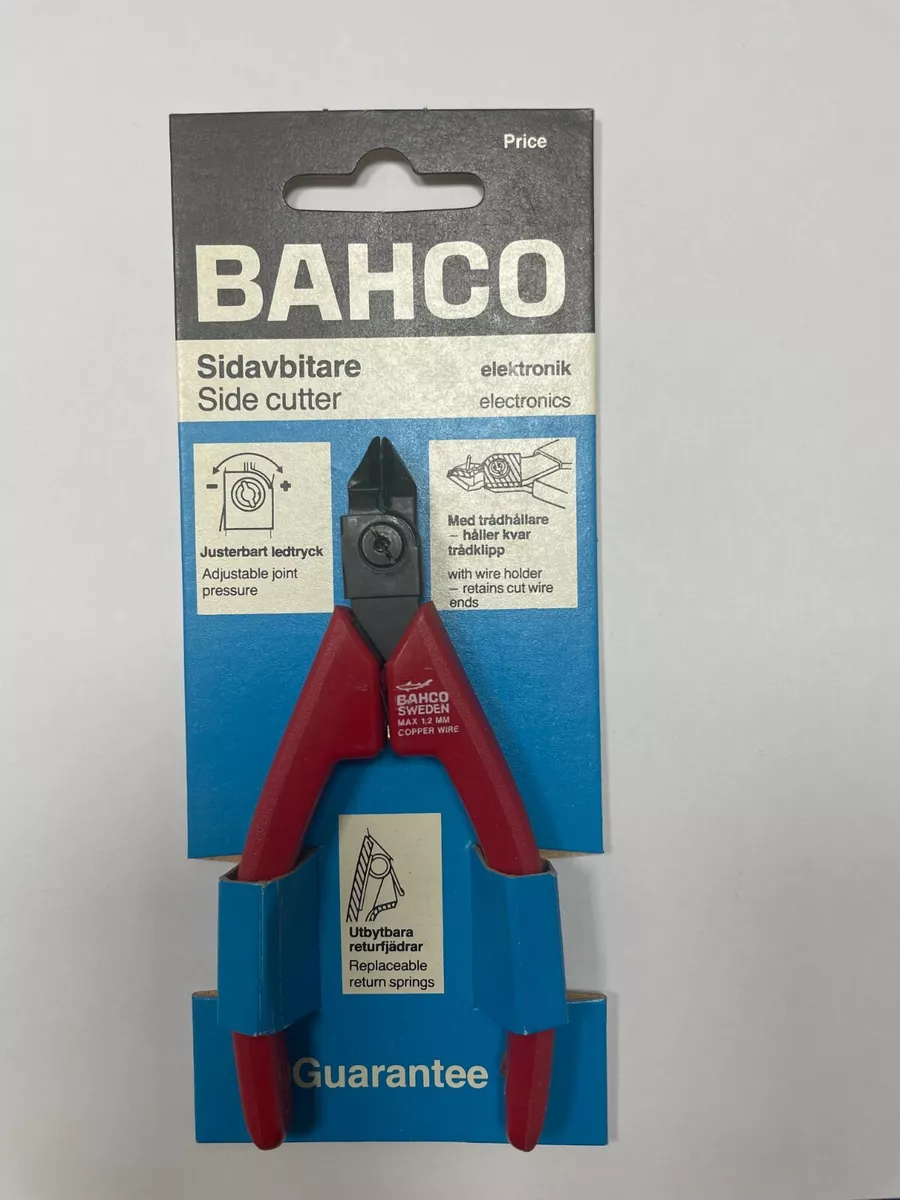 Price
BAHCO
Sidavbitare
Side cutter
elektronik
electronics
- +
Justerbart ledtryck
Adjustable joint
pressure
Med trådhållare
– håller kvar
trådklipp
with wire holder
– retains cut wire
ends
BAHCO
SWEDEN
MAX 1.2 MM
COPPER WIRE
Utbytbara
returfjädrar
Replaceable
return springs
Guarantee